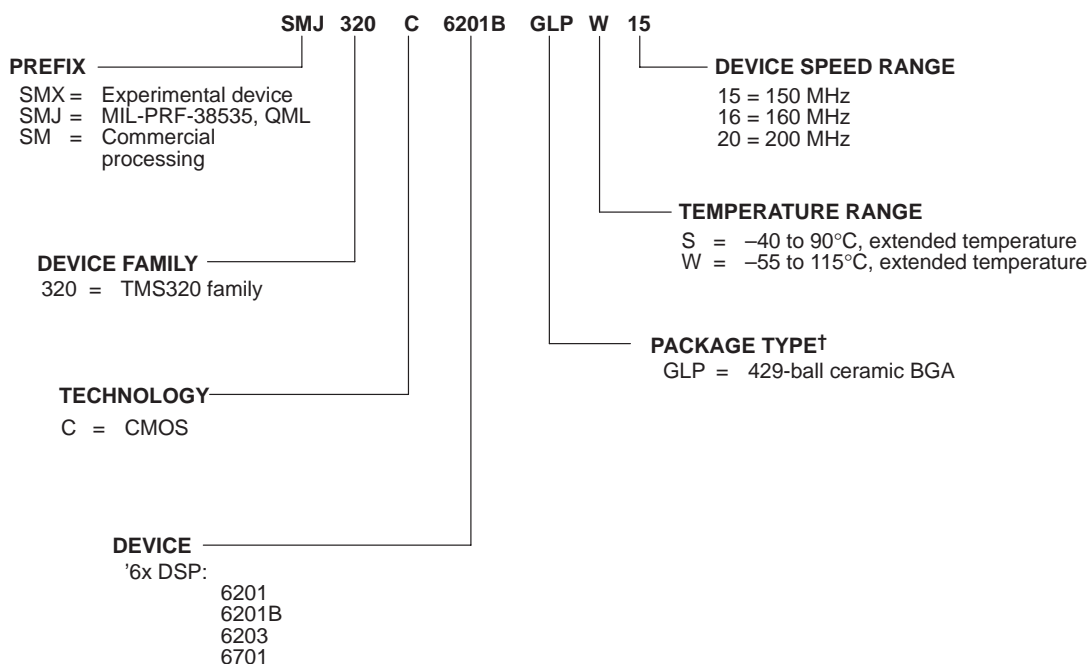 SMJ 320 C 6201B GLP W 15
PREFIX
SMX = Experimental device
SMJ = MIL-PRF-38535, QML
SM = Commercial
processing
DEVICE SPEED RANGE
15 = 150 MHz
16 = 160 MHz
20 = 200 MHz
TEMPERATURE RANGE
S = –40 to 90°C, extended temperature
W = –55 to 115°C, extended temperature
DEVICE FAMILY
320 = TMS320 family
PACKAGE TYPE†
GLP = 429-ball ceramic BGA
TECHNOLOGY
C = CMOS
DEVICE
'6x DSP:
6201
6201B
6203
6701